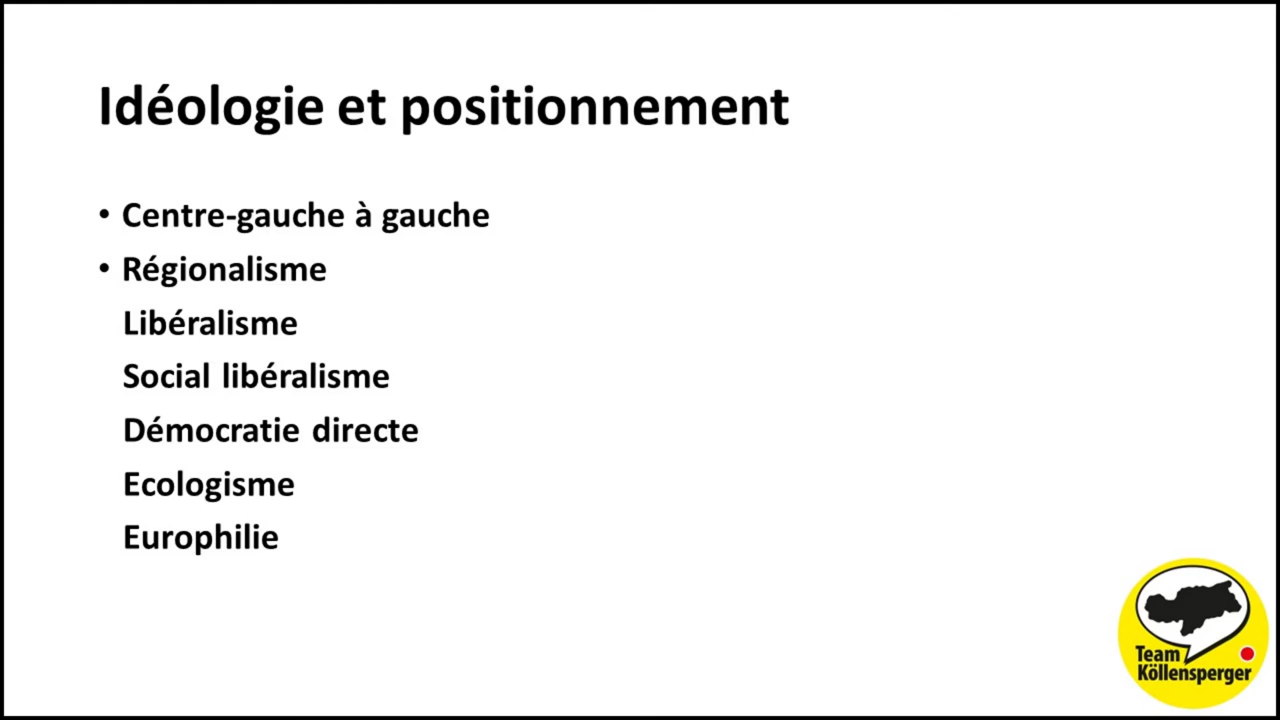 Idéologie et positionnement
• Centre-gauche à gauche
• Régionalisme
Libéralisme
Social libéralisme
Démocratie directe
Ecologisme
Europhilie
Team
Köllensperger